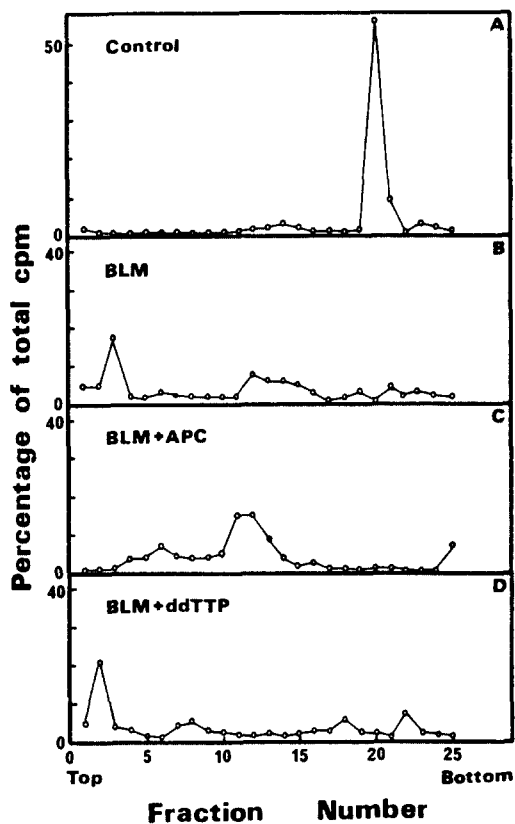 A
Control
50
0
B
BLM
40
0
C
BLM+APC
40
0
D
BLM+ddTTP
40
0
0 5 10 15 20 25
Top Bottom
Fraction Number
Percentage of total cpm